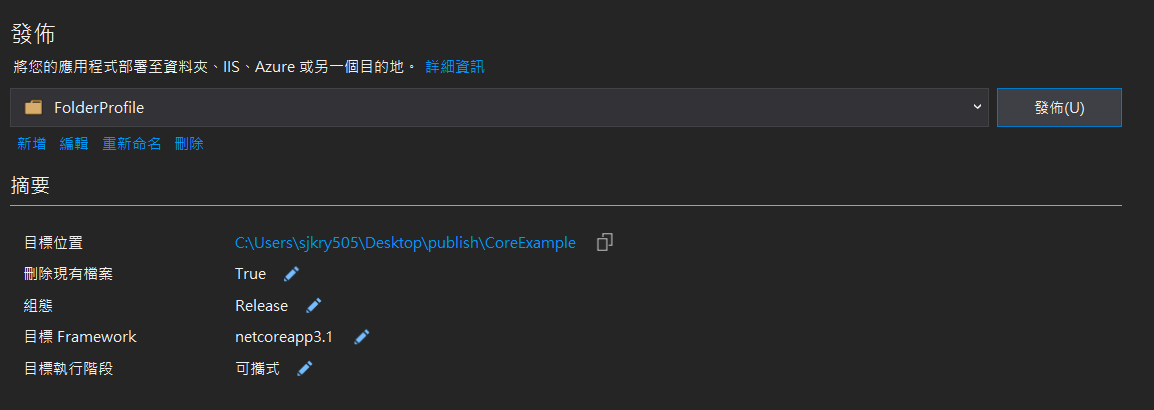 發佈
將您的應用程式部署至資料夾、IIS、Azure 或另一個目的地。 詳細資訊
FolderProfile 發佈(U)
新增 編輯 重新命名 刪除
摘要
目標位置 C:\Users\sjkry505\Desktop\publish\CoreExample
刪除現有檔案 True
組態 Release
目標 Framework netcoreapp3.1
目標執行階段 可攜式